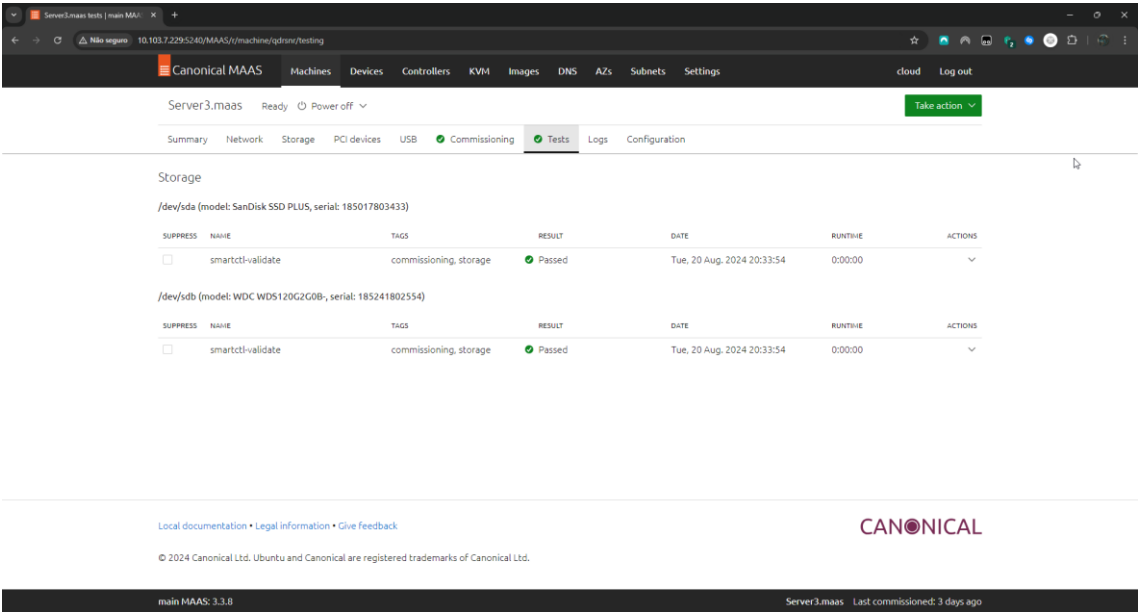 Server3.maas tests | main MAA
Não seguro 10.103.7.229:5240/MAAS/r/machine/qdrsnr/testing
Canonical MAAS Machines Devices Controllers KVM Images DNS AZs Subnets Settings cloud Log out
Server3.maas Ready Power off Take action
Summary Network Storage PCI devices USB Commissioning Tests Logs Configuration
Storage
/dev/sda (model: SanDisk SSD PLUS, serial: 185017803433)
SUPPRESS NAME TAGS RESULT DATE RUNTIME ACTIONS
smartctl-validate commissioning, storage Passed Tue, 20 Aug. 2024 20:33:54 0:00:00
/dev/sdb (model: WDC WDS120G2G0B-, serial: 185241802554)
SUPPRESS NAME TAGS RESULT DATE RUNTIME ACTIONS
smartctl-validate commissioning, storage Passed Tue, 20 Aug. 2024 20:33:54 0:00:00
Local documentation • Legal information • Give feedback
CANONICAL
© 2024 Canonical Ltd. Ubuntu and Canonical are registered trademarks of Canonical Ltd.
main MAAS: 3.3.8 Server3.maas Last commissioned: 3 days ago